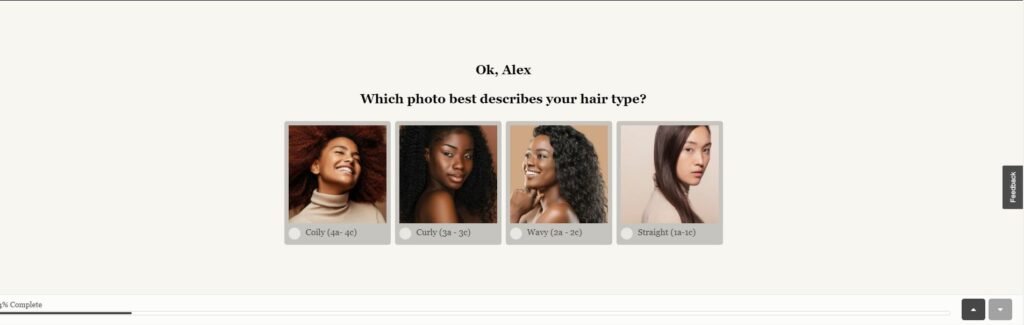 Ok, Alex
Which photo best describes your hair type?
Coily (4a- 4c)
Curly (3a - 3c)
Wavy (2a - 2c)
Straight (1a-1c)
Feedback
% Complete